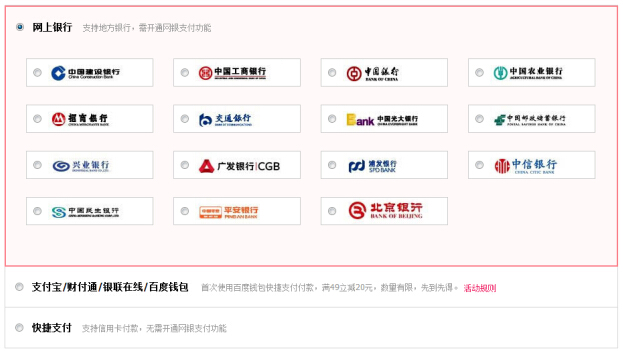 网上银行 支持地方银行，需开通网银支付功能
中国建设银行 China Construction Bank 中国工商银行 中国银行 BANK OF CHINA 中国农业银行 AGRICULTURAL BANK OF CHINA
招商银行 CHINA MERCHANTS BANK 交通银行 BANK OF COMMUNICATIONS Bank 中国光大银行 CHINA EVERBRIGHT BANK 中国邮政储蓄银行 POSTAL SAVINGS BANK OF CHINA
兴业银行 INDUSTRIAL BANK CO.,LTD. 广发银行|CGB 浦发银行 SPD BANK 中信银行 CHINA CITIC BANK
中国民生银行 CHINA MINSHENG BANKING CORP.,LTD. 平安银行 PINGAN BANK 北京银行 BANK OF BEIJING
支付宝/财付通/银联在线/百度钱包 首次使用百度钱包快捷支付付款，满49立减20元，数量有限，先到先得。 活动规则
快捷支付 支持信用卡付款，无需开通网银支付功能